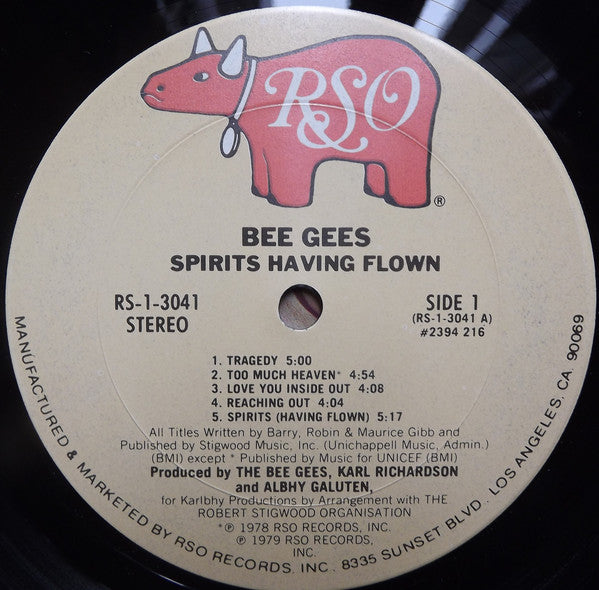 RSO
®
BEE GEES
SPIRITS HAVING FLOWN
RS-1-3041
STEREO
SIDE 1
(RS-1-3041 A)
#2394 216
1. TRAGEDY 5:00
2. TOO MUCH HEAVEN* 4:54
3. LOVE YOU INSIDE OUT 4:08
4. REACHING OUT 4:04
5. SPIRITS (HAVING FLOWN) 5:17
All Titles Written by Barry, Robin & Maurice Gibb and
Published by Stigwood Music, Inc. (Unichappell Music, Admin.)
(BMI) except * Published by Music for UNICEF (BMI)
Produced by THE BEE GEES, KARL RICHARDSON
and ALBHY GALUTEN,
for Karlbhy Productions by Arrangement with THE
ROBERT STIGWOOD ORGANISATION
*℗ 1978 RSO RECORDS, INC.
℗ 1979 RSO RECORDS,
INC.
MANUFACTURED & MARKETED BY RSO RECORDS, INC. 8335 SUNSET BLVD. LOS ANGELES, CA. 90069